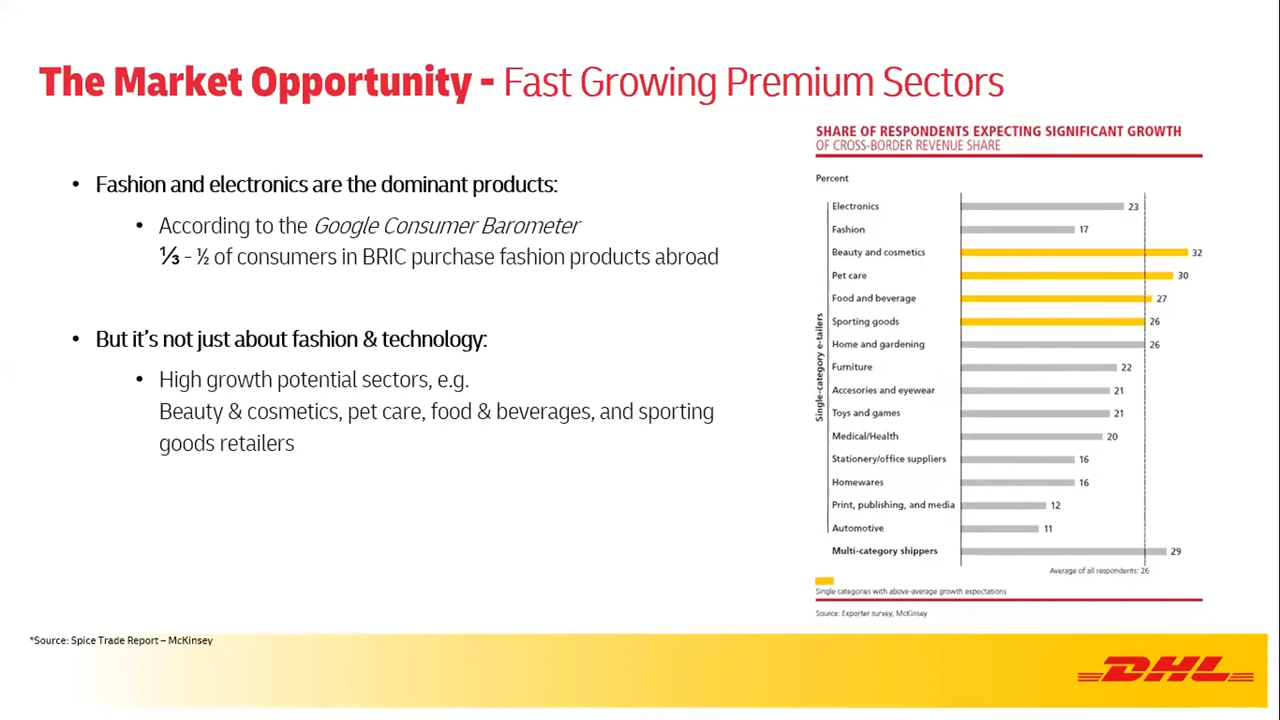 The Market Opportunity - Fast Growing Premium Sectors
• Fashion and electronics are the dominant products:
• According to the Google Consumer Barometer
⅓ - ½ of consumers in BRIC purchase fashion products abroad
• But it’s not just about fashion & technology:
• High growth potential sectors, e.g.
Beauty & cosmetics, pet care, food & beverages, and sporting
goods retailers
SHARE OF RESPONDENTS EXPECTING SIGNIFICANT GROWTH
OF CROSS-BORDER REVENUE SHARE
Percent
Single-category e-tailers
Electronics 23
Fashion 17
Beauty and cosmetics 32
Pet care 30
Food and beverage 27
Sporting goods 26
Home and gardening 26
Furniture 22
Accesories and eyewear 21
Toys and games 21
Medical/Health 20
Stationery/office suppliers 16
Homewares 16
Print, publishing, and media 12
Automotive 11
Multi-category shippers 29
Average of all respondents: 26
Single categories with above-average growth expectations
Source: Exporter survey, McKinsey
*Source: Spice Trade Report – McKinsey
DHL